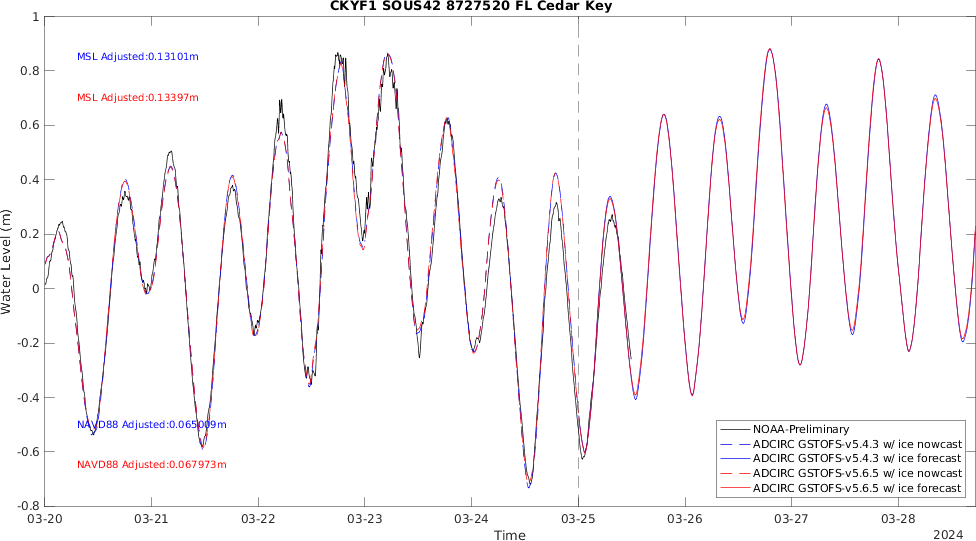 CKYF1 SOUS42 8727520 FL Cedar Key
1
0.8
0.6
0.4
0.2
0
-0.2
-0.4
-0.6
-0.8
Water Level (m)
MSL Adjusted:0.13101m
MSL Adjusted:0.13397m
NAVD88 Adjusted:0.065009m
NAVD88 Adjusted:0.067973m
NOAA-Preliminary
ADCIRC GSTOFS-v5.4.3 w/ ice nowcast
ADCIRC GSTOFS-v5.4.3 w/ ice forecast
ADCIRC GSTOFS-v5.6.5 w/ ice nowcast
ADCIRC GSTOFS-v5.6.5 w/ ice forecast
03-20 03-21 03-22 03-23 03-24 03-25 03-26 03-27 03-28
Time
2024